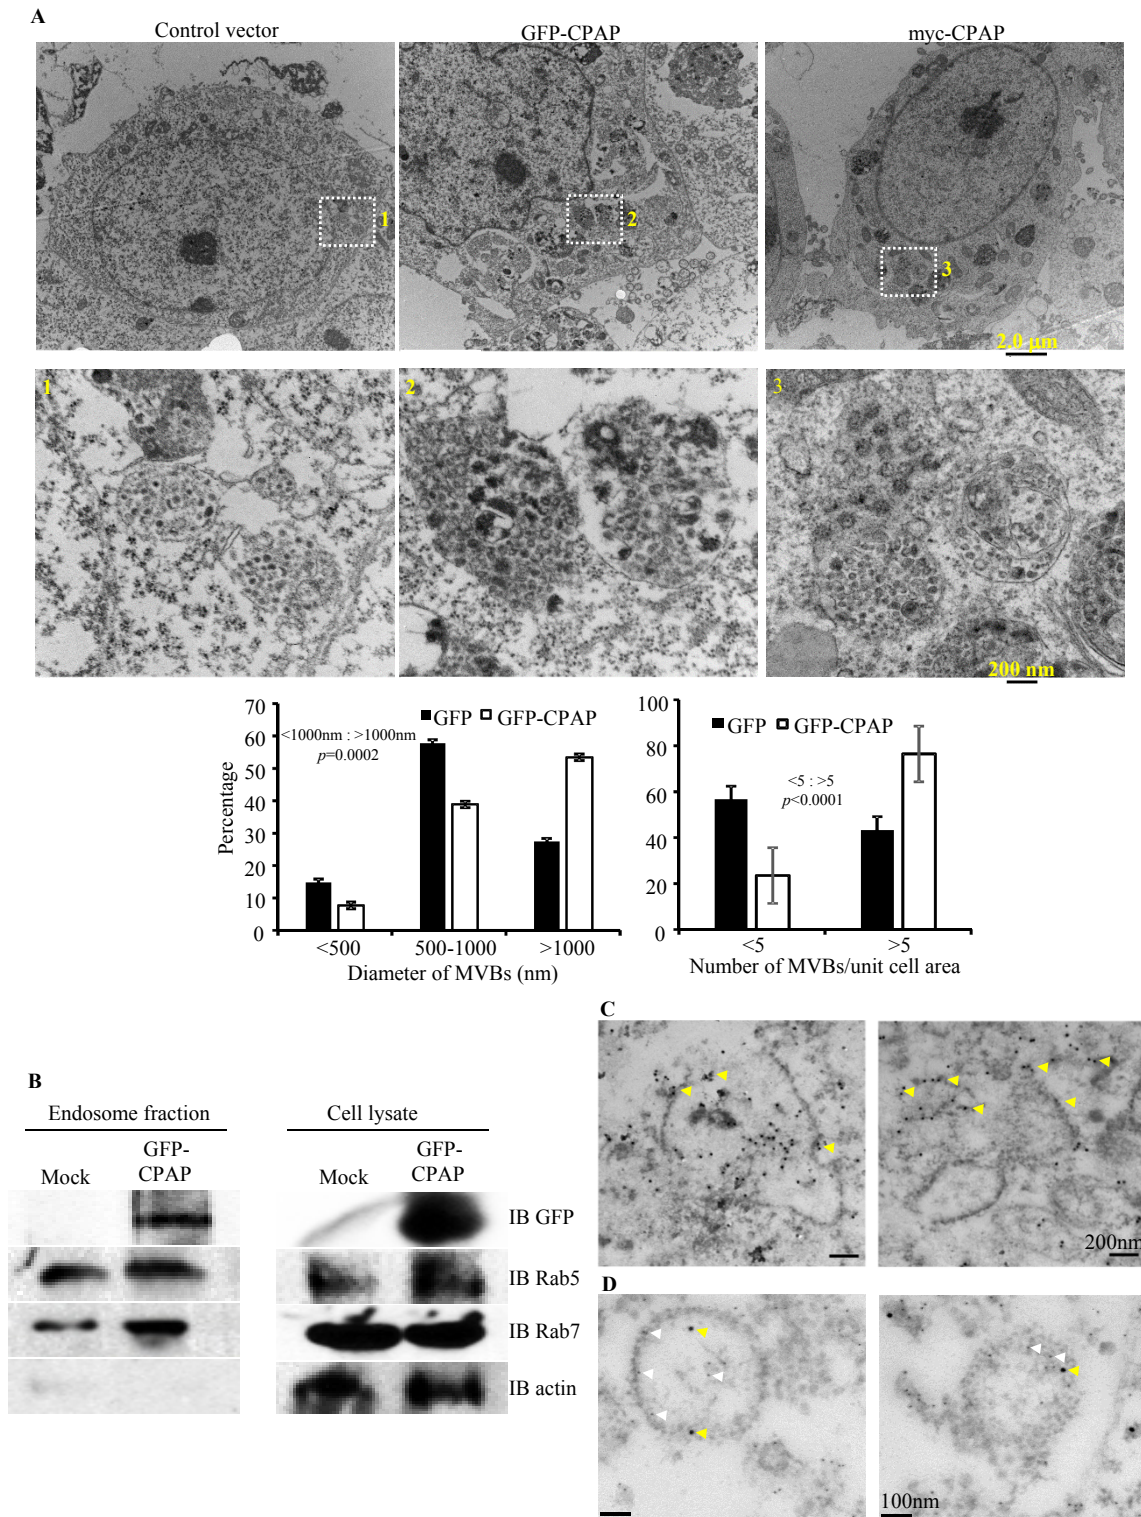 A
Control vector
GFP-CPAP
myc-CPAP
1
2
3
2.0 µm
1
2
3
200 nm
70
60
50
40
30
20
10
0
Percentage
GFP GFP-CPAP
<1000nm : >1000nm
p=0.0002
<500 500-1000 >1000
Diameter of MVBs (nm)
100
80
60
40
20
0
GFP GFP-CPAP
<5 : >5
p<0.0001
<5 >5
Number of MVBs/unit cell area
B
Endosome fraction
Cell lysate
Mock
GFP-
CPAP
Mock
GFP-
CPAP
IB GFP
IB Rab5
IB Rab7
IB actin
C
200nm
D
100nm